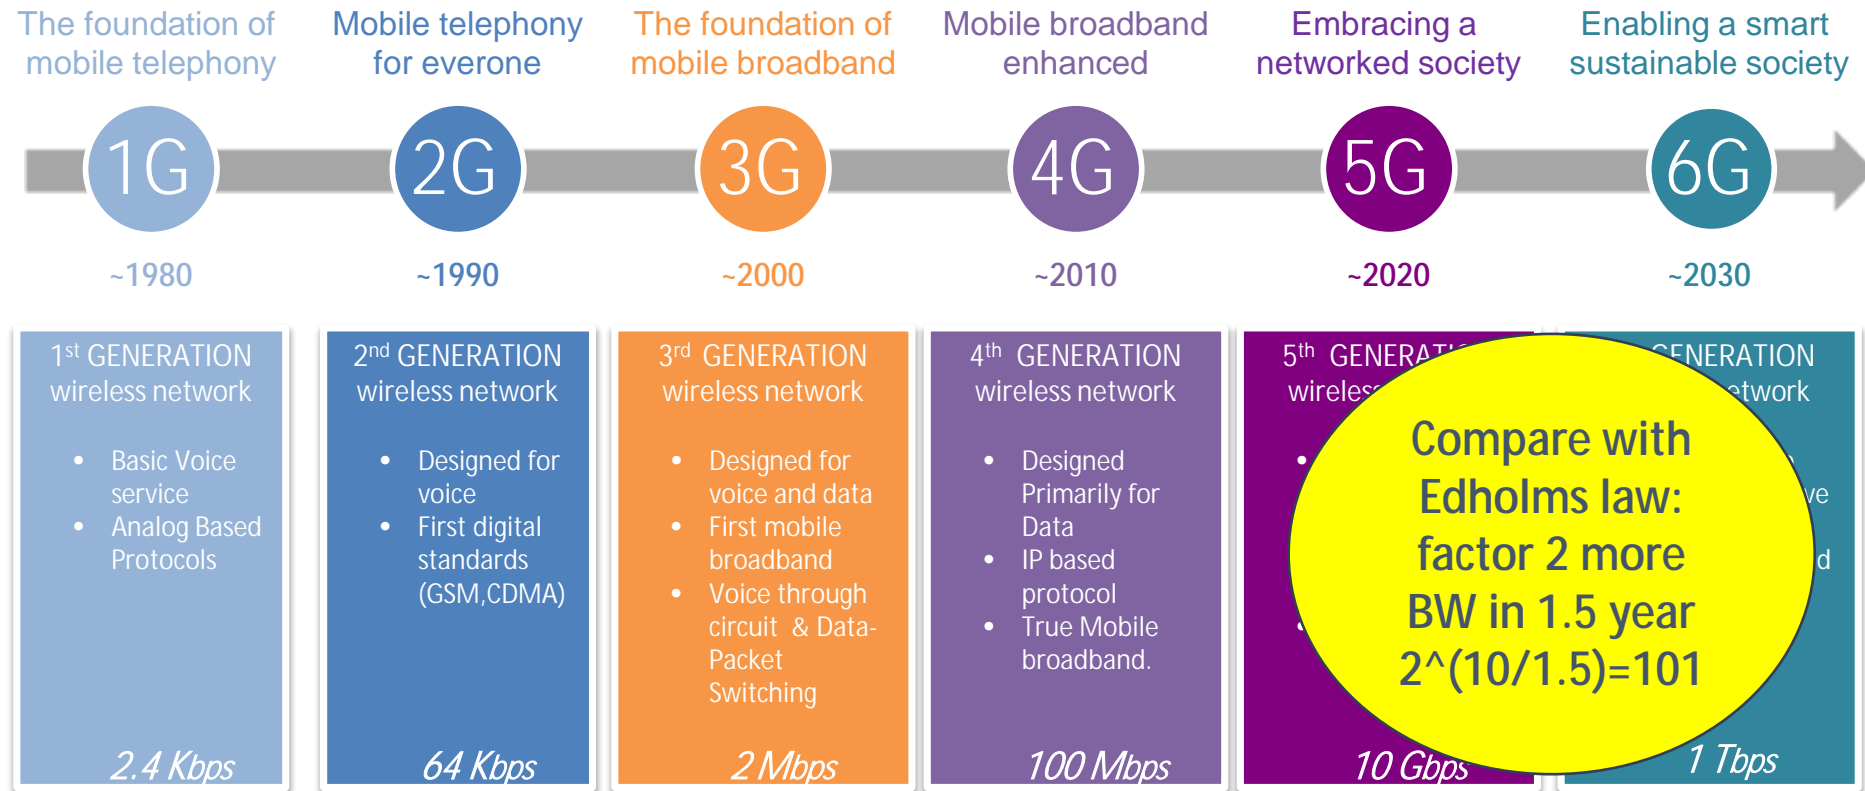 The foundation of
mobile telephony
Mobile telephony
for everone
The foundation of
mobile broadband
Mobile broadband
enhanced
Embracing a
networked society
Enabling a smart
sustainable society
1G
2G
3G
4G
5G
6G
~1980
~1990
~2000
~2010
~2020
~2030
1st GENERATION
wireless network
• Basic Voice
service
• Analog Based
Protocols
2.4 Kbps
2nd GENERATION
wireless network
• Designed for
voice
• First digital
standards
(GSM,CDMA)
64 Kbps
3rd GENERATION
wireless network
• Designed for
voice and data
• First mobile
broadband
• Voice through
circuit & Data-
Packet
Switching
2 Mbps
4th GENERATION
wireless network
• Designed
Primarily for
Data
• IP based
protocol
• True Mobile
broadband.
100 Mbps
5th
10 Gbps
1 Tbps
Compare with
Edholms law:
factor 2 more
BW in 1.5 year
2^(10/1.5)=101